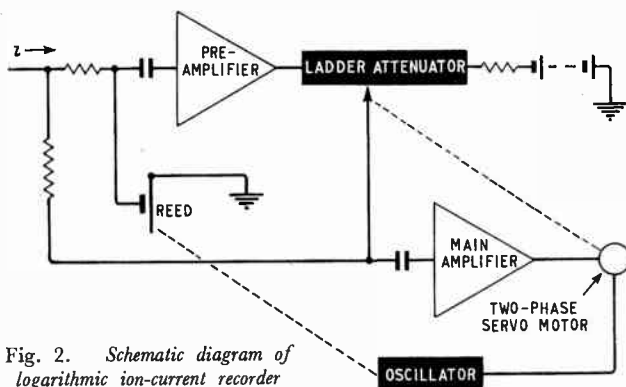 i
PRE-
AMPLIFIER
LADDER ATTENUATOR
REED
MAIN
AMPLIFIER
TWO-PHASE
SERVO MOTOR
OSCILLATOR
Fig. 2. Schematic diagram of
logarithmic ion-current recorder